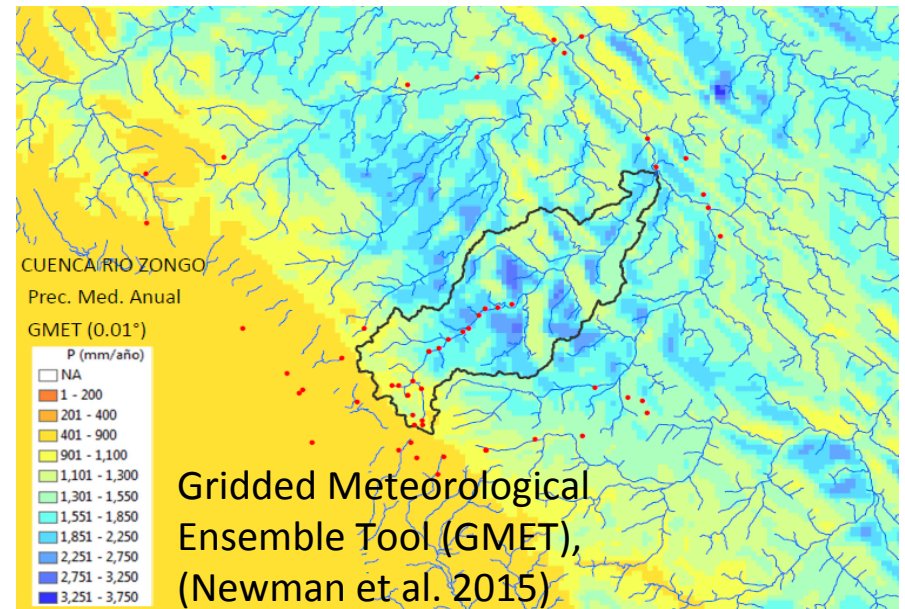 CUENCA RIO ZONGO
Prec. Med. Anual
GMET (0.01°)
P (mm/año)
NA
1 - 200
201 - 400
401 - 900
901 - 1,100
1,101 - 1,300
1,301 - 1,550
1,551 - 1,850
1,851 - 2,250
2,251 - 2,750
2,751 - 3,250
3,251 - 3,750
Gridded Meteorological
Ensemble Tool (GMET),
(Newman et al. 2015)